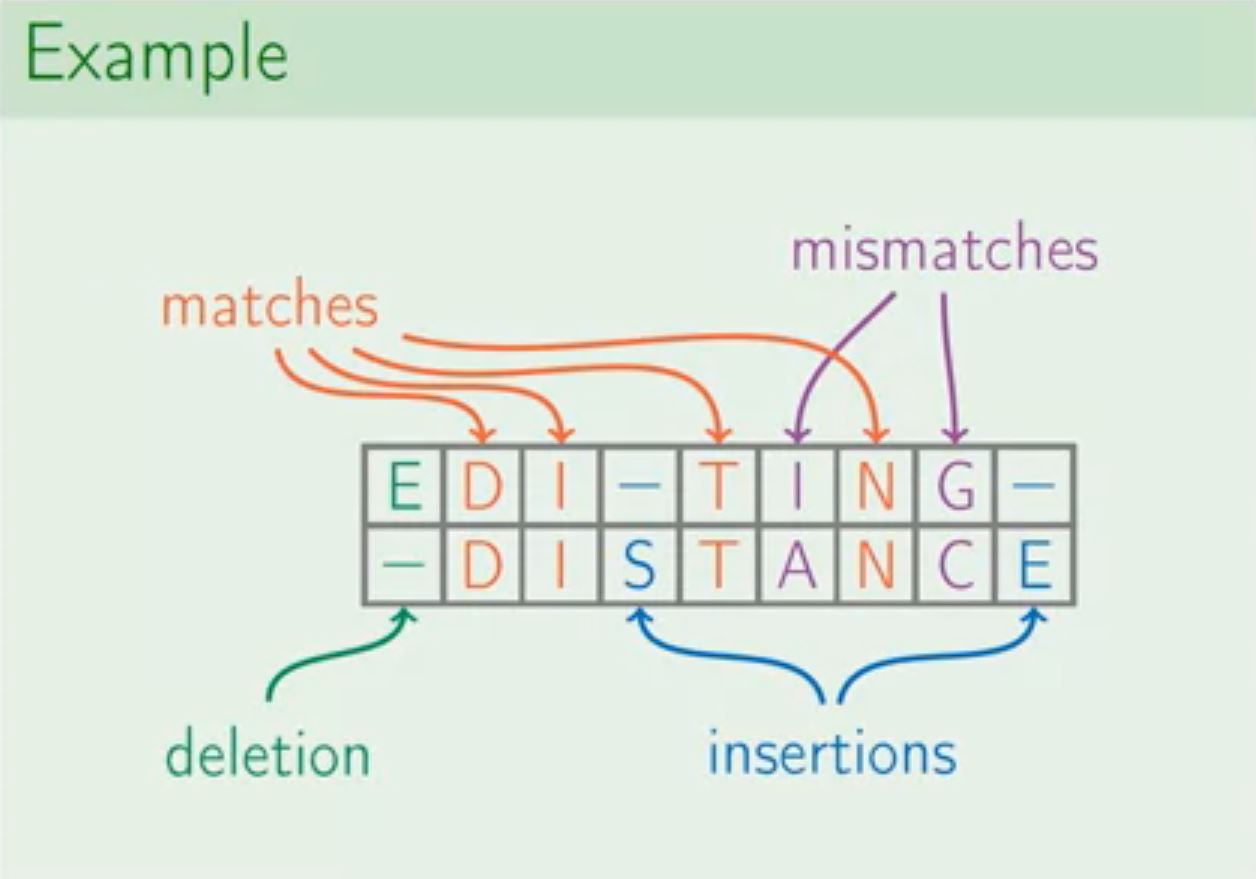 Example
mismatches
matches
E D I – T I N G –
– D I S T A N C E
deletion insertions